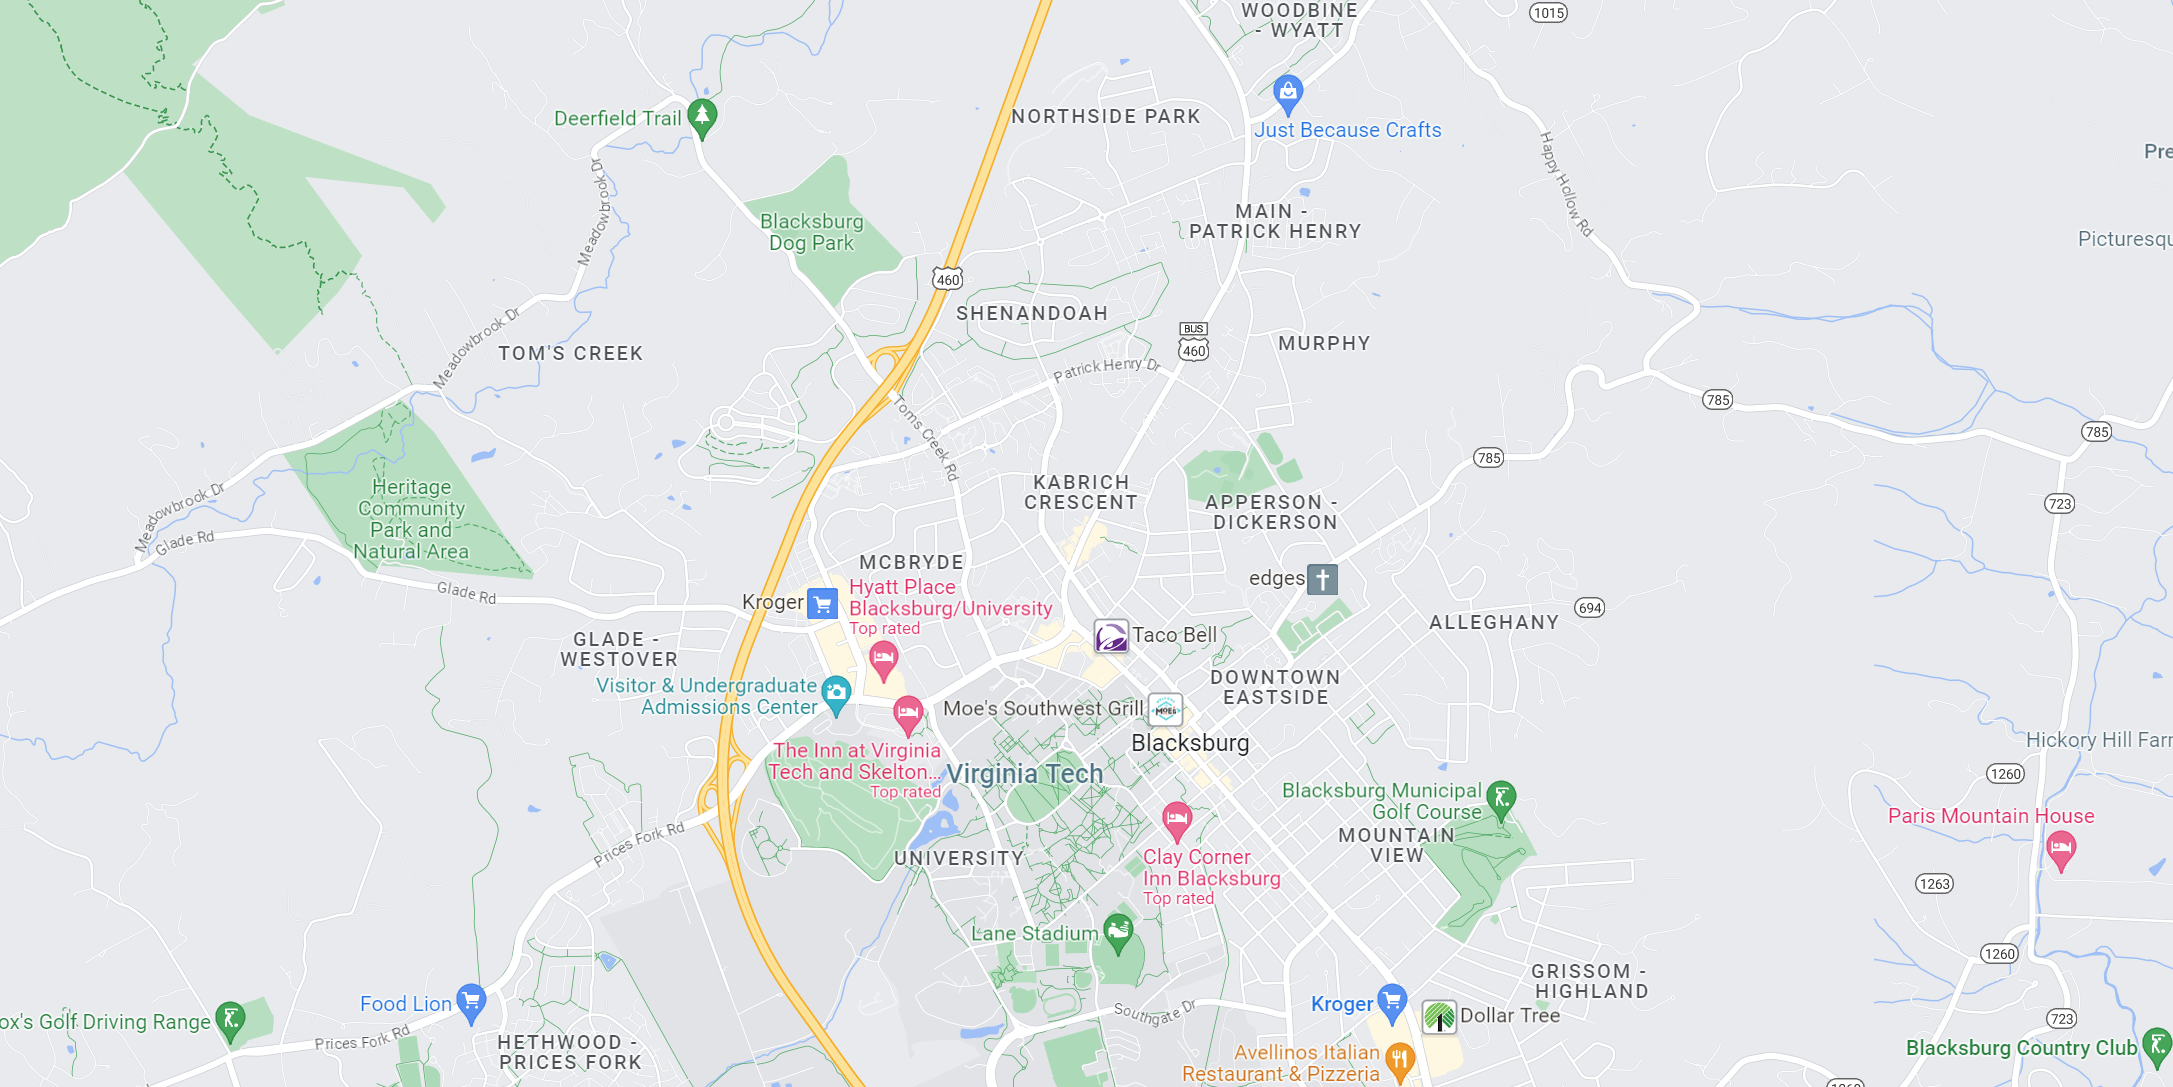 WOODBINE
- WYATT
1015
Deerfield Trail
NORTHSIDE PARK
Just Because Crafts
Happy Hollow Rd
Pre
Meadowbrook Dr
Blacksburg
Dog Park
MAIN -
PATRICK HENRY
Picturesqu
460
SHENANDOAH
BUS
460
MURPHY
Meadowbrook Dr
TOM'S CREEK
Patrick Henry Dr
785
Toms Creek Rd
785
785
Heritage
Community
Park and
Natural Area
KABRICH
CRESCENT
APPERSON -
DICKERSON
723
Meadowbrook Dr
Glade Rd
MCBRYDE
edges
Glade Rd
Kroger
Hyatt Place
Blacksburg/University
Top rated
694
ALLEGHANY
GLADE -
WESTOVER
Taco Bell
Visitor & Undergraduate
Admissions Center
DOWNTOWN
EASTSIDE
Moe's Southwest Grill
MOE'S
Blacksburg
Hickory Hill Farm
The Inn at Virginia
Tech and Skelton...
Top rated
Virginia Tech
1260
Blacksburg Municipal
Golf Course
Paris Mountain House
Prices Fork Rd
MOUNTAIN
VIEW
UNIVERSITY
Clay Corner
Inn Blacksburg
Top rated
1263
Lane Stadium
1260
GRISSOM -
HIGHLAND
Food Lion
Kroger
Dollar Tree
Southgate Dr
ox's Golf Driving Range
723
Prices Fork Rd
HETHWOOD -
PRICES FORK
Avellinos Italian
Restaurant & Pizzeria
Blacksburg Country Club
1260